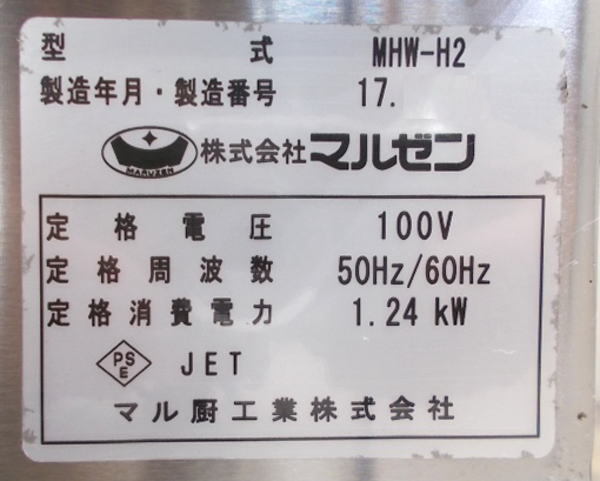 型式 MHW-H2
製造年月・製造番号 17.
MARUZEN 株式会社マルゼン
定格電圧 100V
定格周波数 50Hz/60Hz
定格消費電力 1.24 kW
PSE JET
マル厨工業株式会社